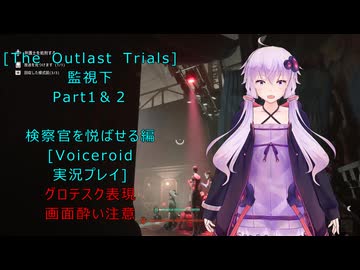 [The Outlast Trials]
監視下
Part1＆2
検察官を悦ばせる編
[Voiceroid
実況プレイ]
グロテスク表現
画面酔い注意